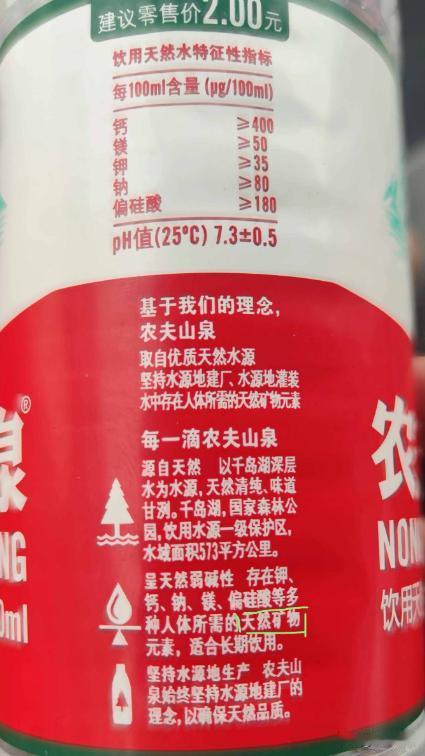 建议零售价2.00元
饮用天然水特征性指标
每100ml含量 (μg/100ml)
钙 ≥400
镁 ≥50
钾 ≥35
钠 ≥80
偏硅酸 ≥180
pH值(25℃) 7.3±0.5
基于我们的理念，
农夫山泉
取自优质天然水源
坚持水源地建厂、水源地灌装
水中存在人体所需的天然矿物元素
每一滴农夫山泉
源自天然 以千岛湖深层
水为水源，天然清纯、味道
甘洌。千岛湖，国家森林公
园，饮用水源一级保护区，
水域面积573平方公里。
呈天然弱碱性 存在钾、
钙、钠、镁、偏硅酸等多
种人体所需的天然矿物
元素，适合长期饮用。
坚持水源地生产 农夫山
泉始终坚持水源地建厂的
理念，以确保天然品质。
泉®
NG
0ml
农
NON
饮用天